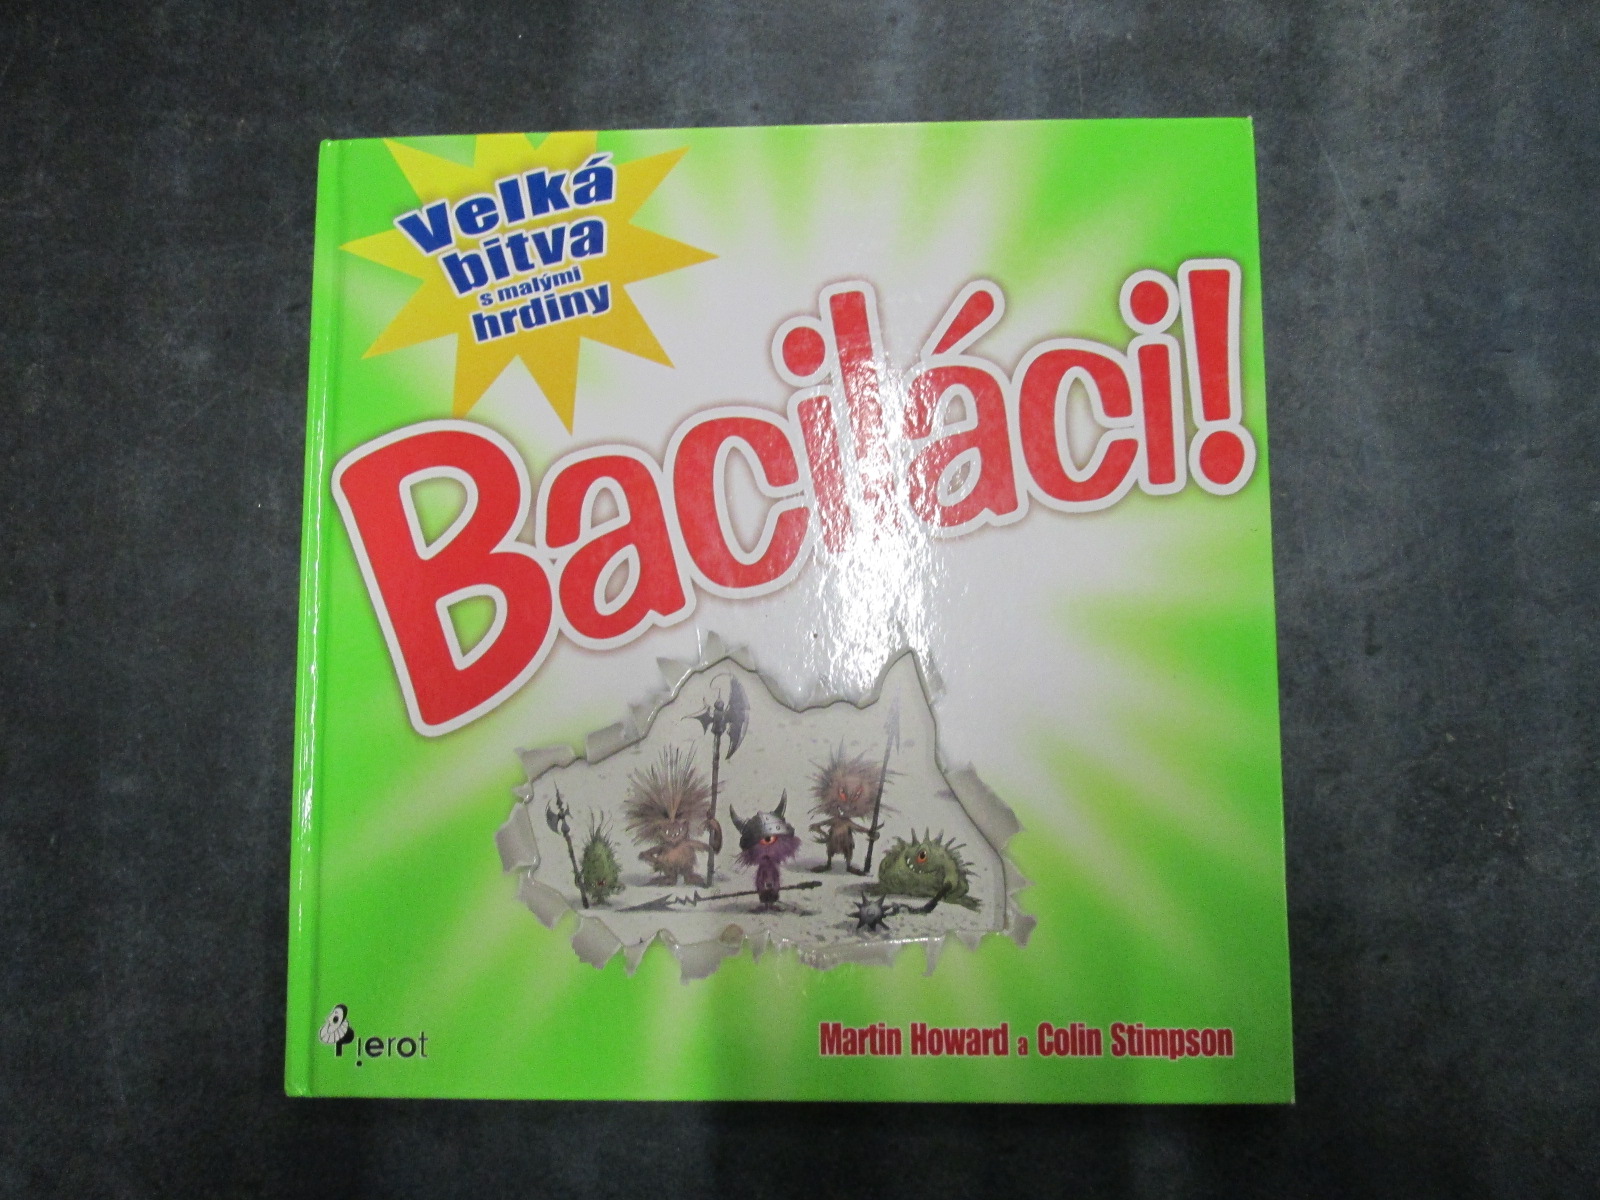 Velká
bitva
s malými
hrdiny
Baciláci!
Pierot
Martin Howard a Colin Stimpson